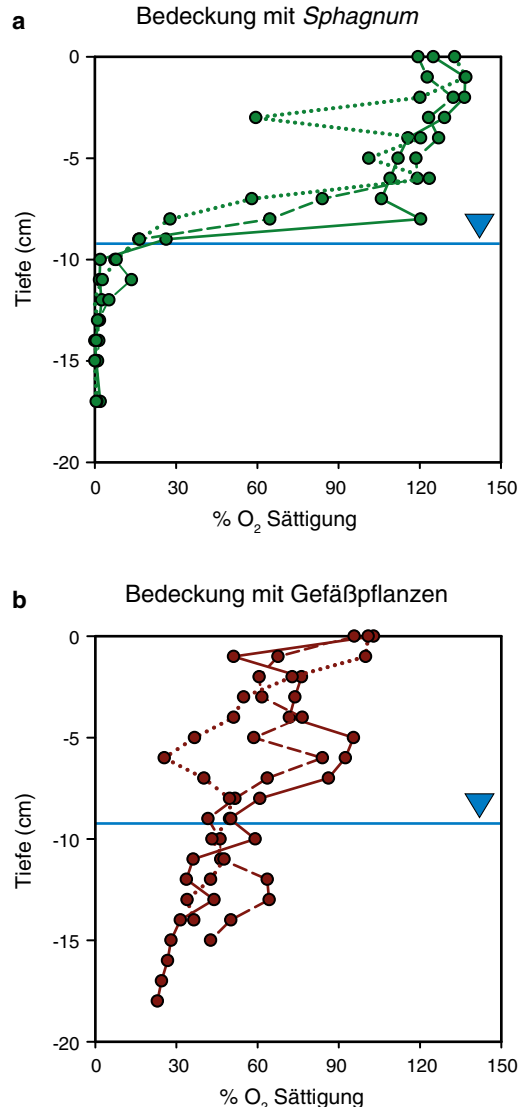 a
Bedeckung mit Sphagnum
0
-5
-10
-15
-20
Tiefe (cm)
0 30 60 90 120 150
% O₂ Sättigung
b
Bedeckung mit Gefäßpflanzen
0
-5
-10
-15
-20
Tiefe (cm)
0 30 60 90 120 150
% O₂ Sättigung